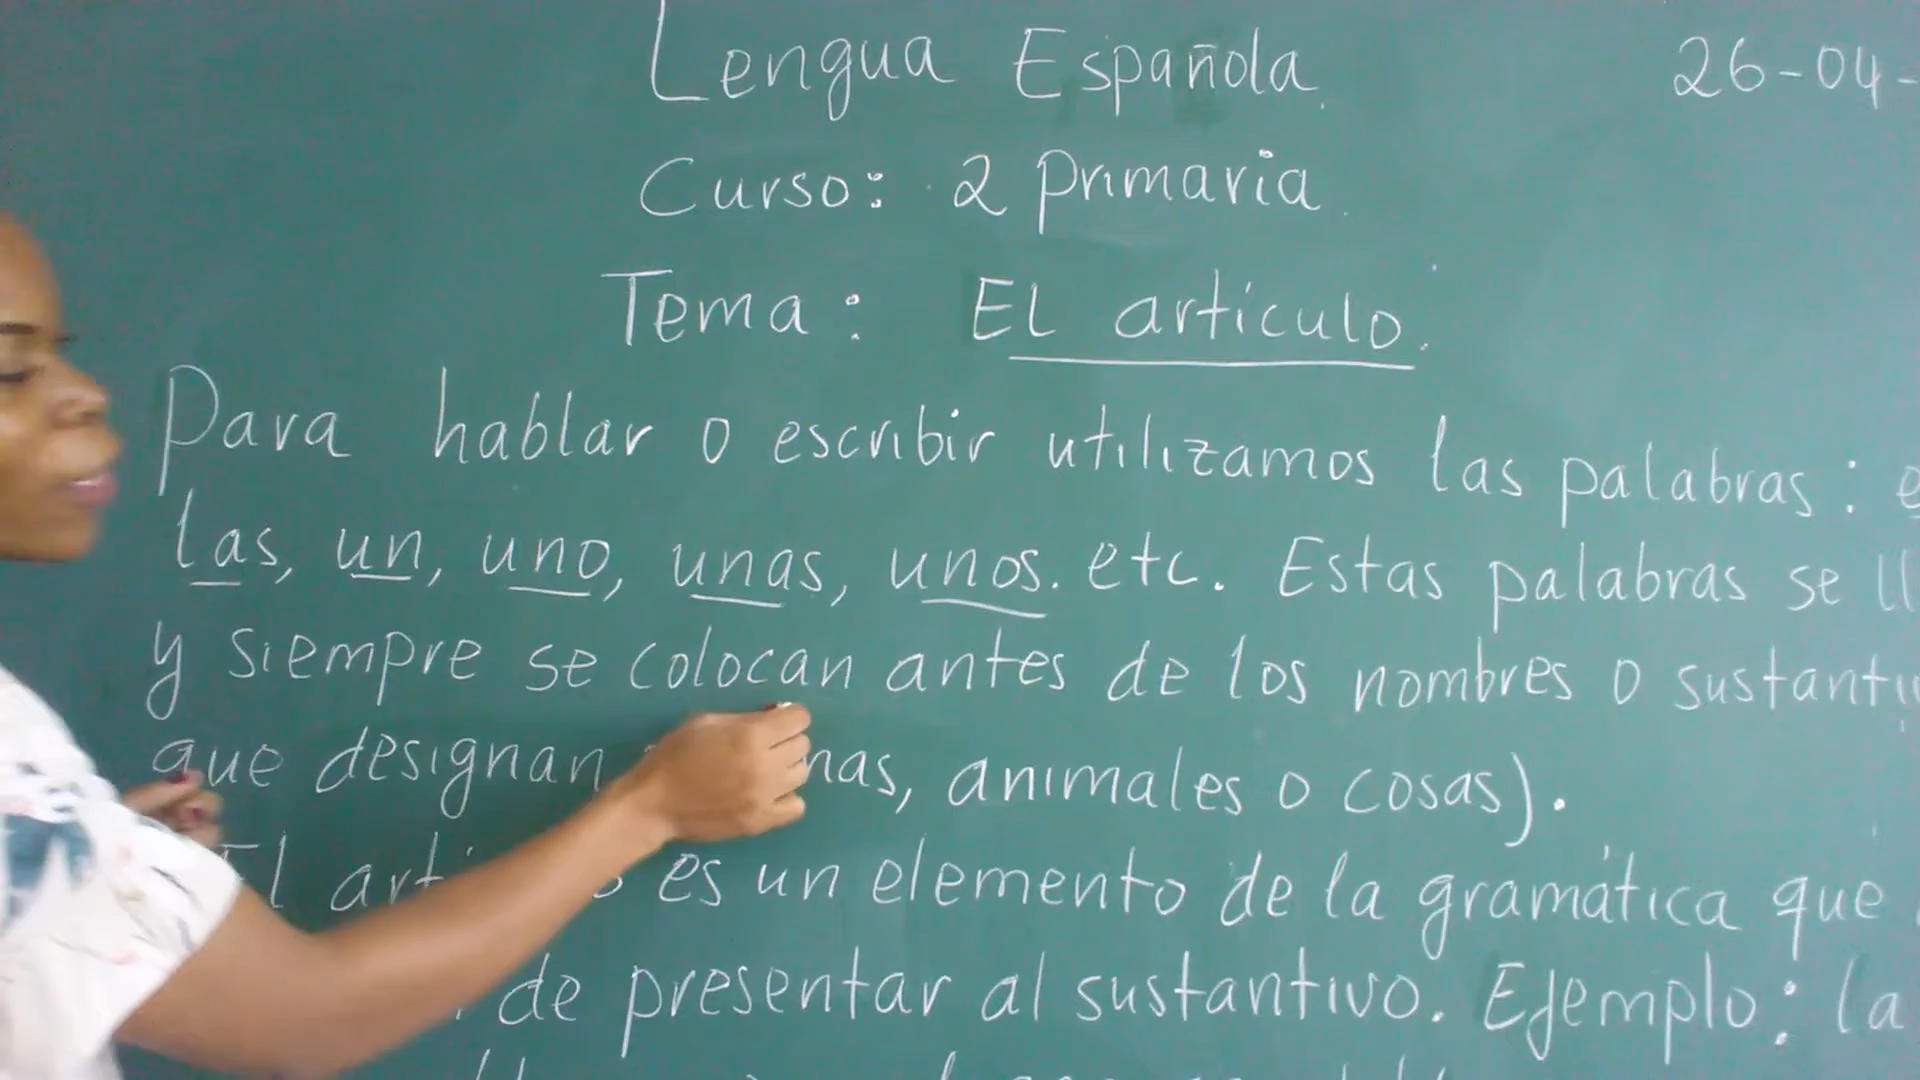 Lengua Española. 26-04-
Curso: 2 Primaria.
Tema: El articulo.
Para hablar o escribir utilizamos las palabras:
las, un, uno, unas, unos. etc. Estas palabras se
y siempre se colocan antes de los nombres o
que designan animales o cosas).
El es un elemento de la gramática que
de presentar al sustantivo. Ejemplo: la